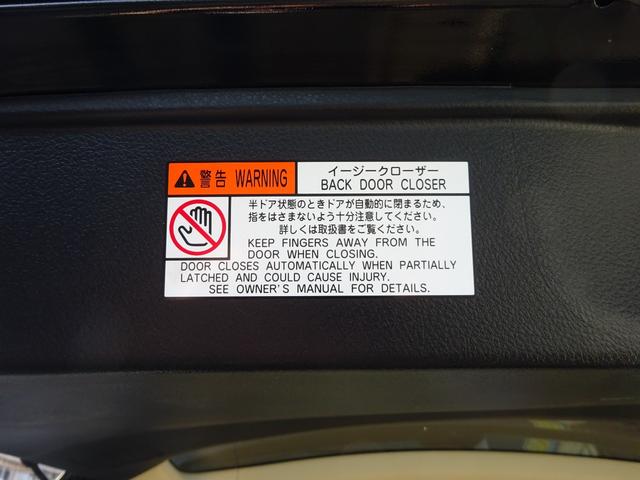 警告 WARNING
イージークローザー
BACK DOOR CLOSER
半ドア状態のときドアが自動的に閉まるため、
指をはさまないよう十分注意してください。
詳しくは取扱書をご覧ください。
KEEP FINGERS AWAY FROM THE
DOOR WHEN CLOSING.
DOOR CLOSES AUTOMATICALLY WHEN PARTIALLY
LATCHED AND COULD CAUSE INJURY.
SEE OWNER'S MANUAL FOR DETAILS.